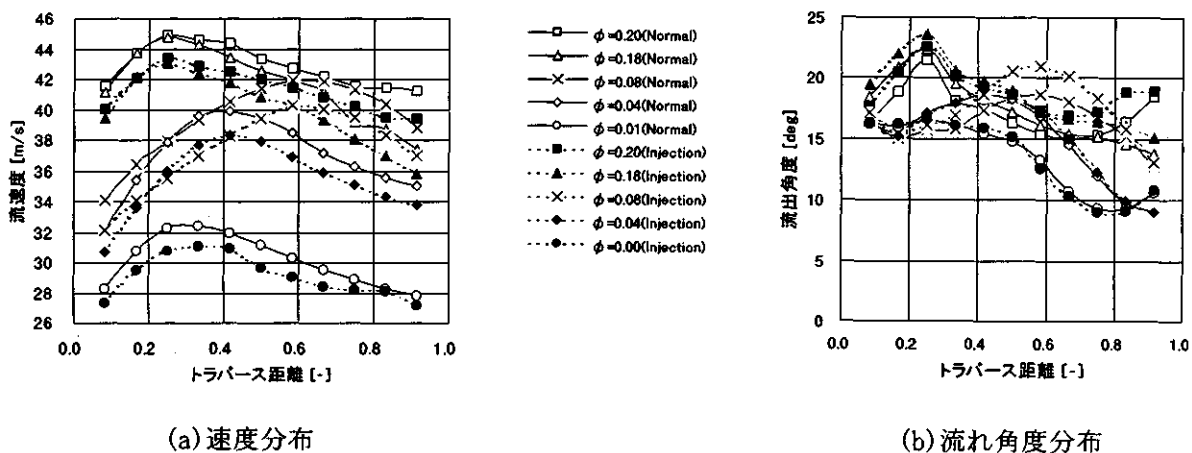 46
44
42
40
38
36
34
32
30
28
26
流速度 [m/s]
0.0 0.2 0.4 0.6 0.8 1.0
トラバース距離 [-]
(a) 速度分布
φ=0.20(Normal)
φ=0.18(Normal)
φ=0.08(Normal)
φ=0.04(Normal)
φ=0.01(Normal)
φ=0.20(Injection)
φ=0.18(Injection)
φ=0.08(Injection)
φ=0.04(Injection)
φ=0.00(Injection)
25
20
15
10
5
0
流出角度 [deg]
0.0 0.2 0.4 0.6 0.8 1.0
トラバース距離 [-]
(b) 流れ角度分布